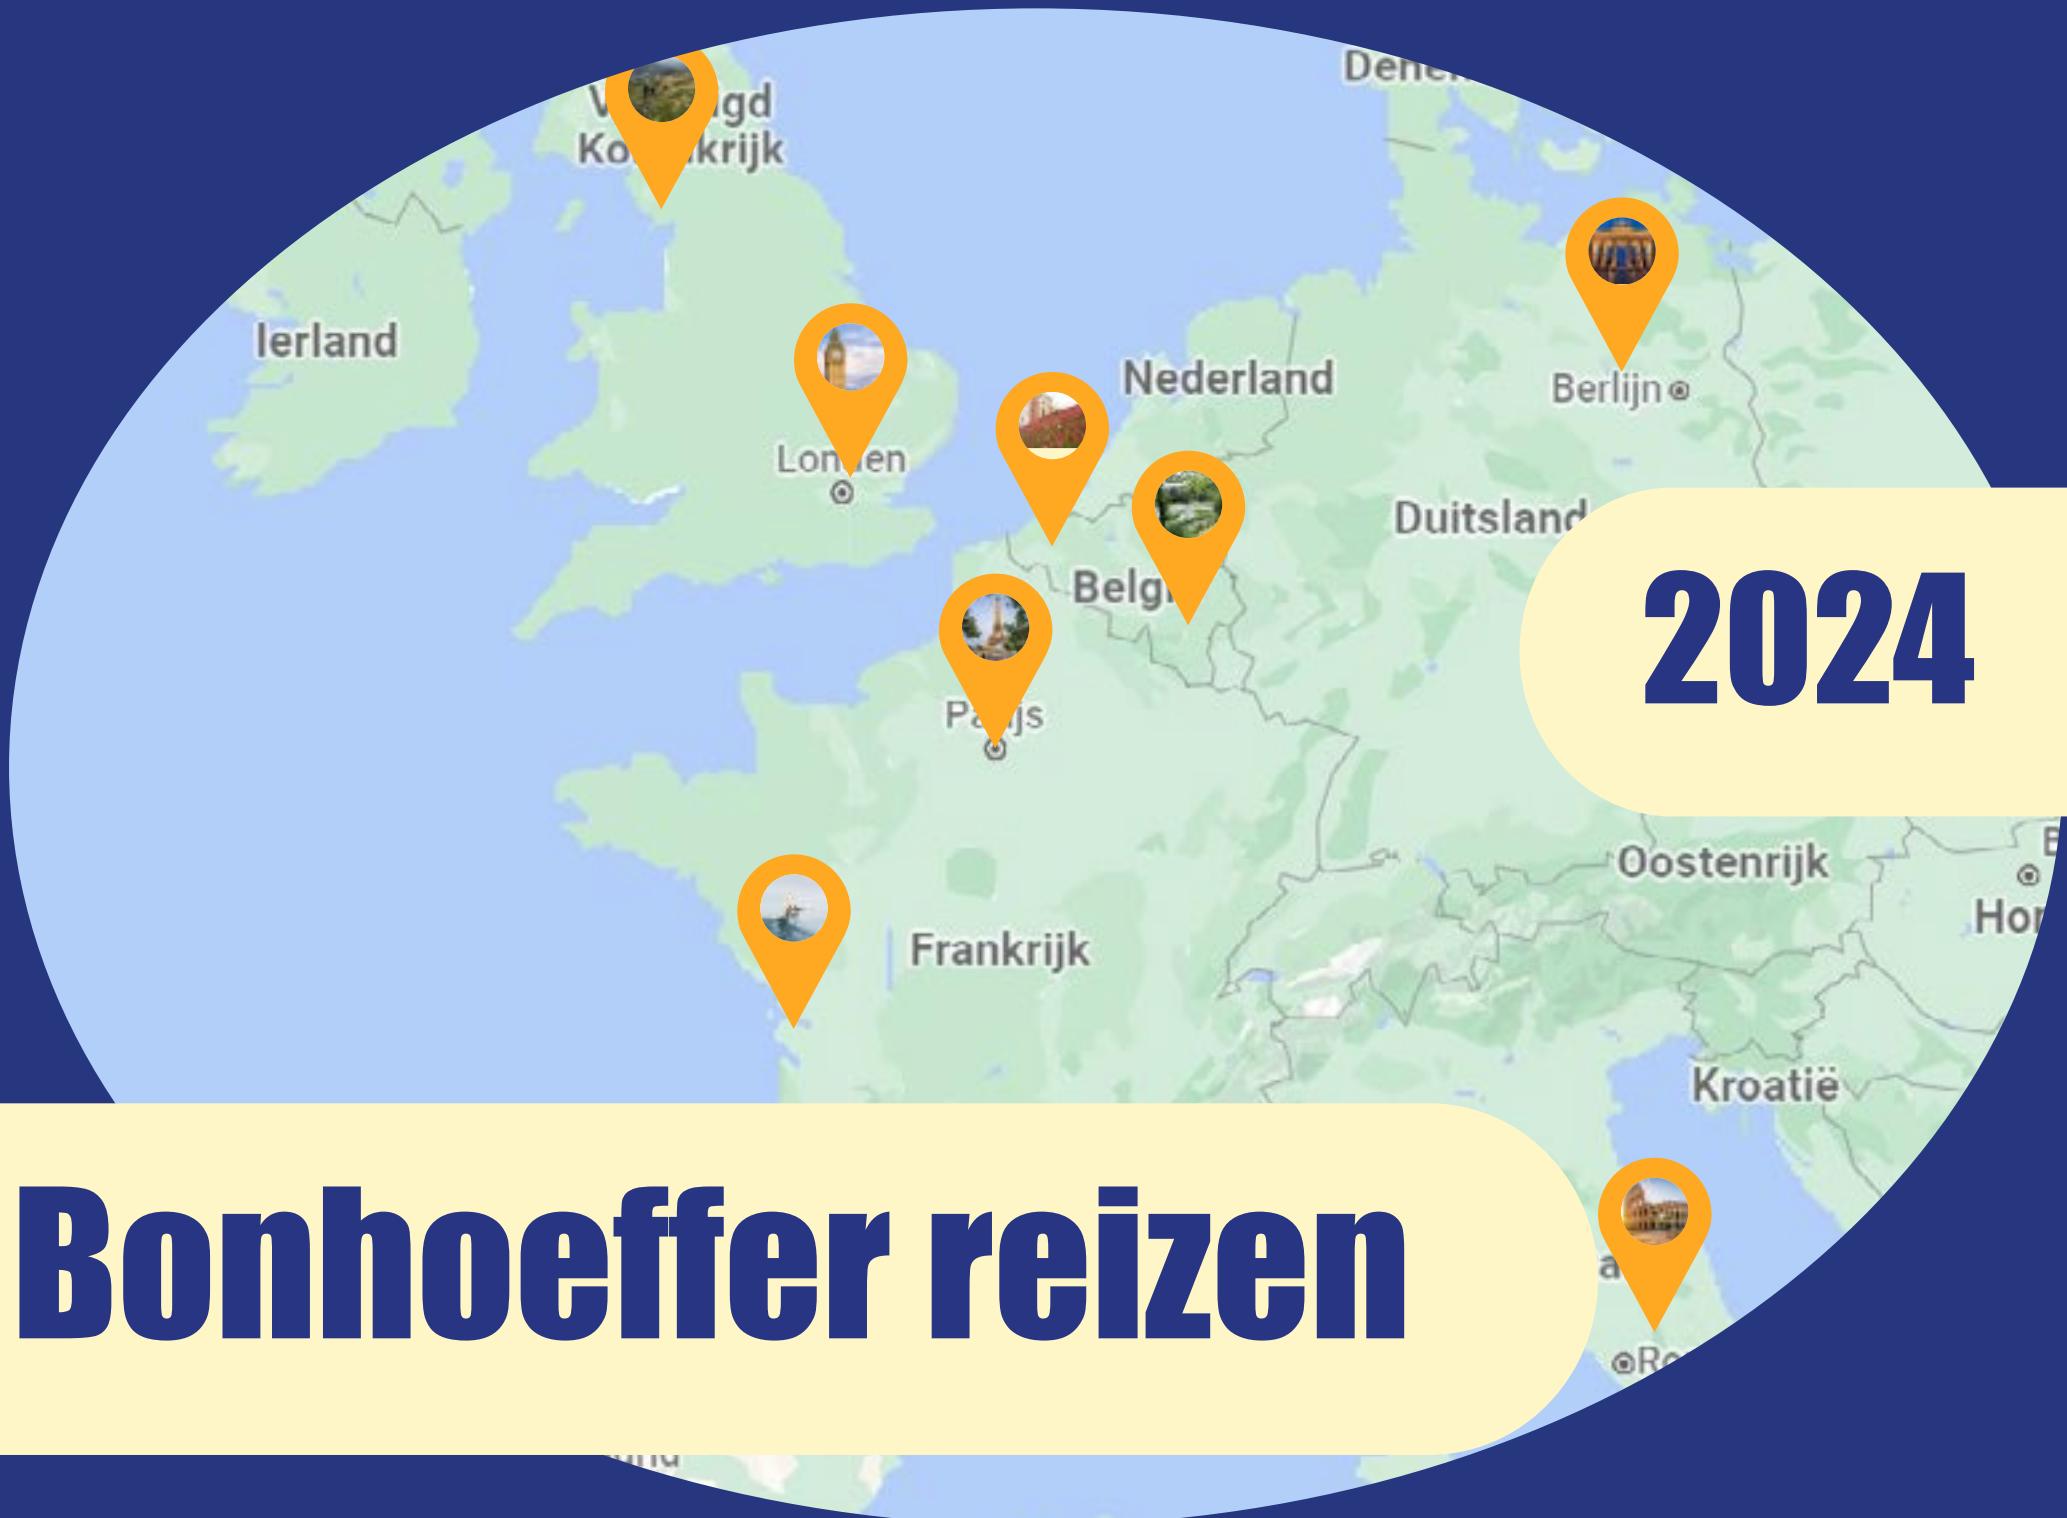 Ierland
Nederland
Berlijn
Duitsland
2024
Oostenrijk
Frankrijk
Kroatië
Bonhoeffer reizen